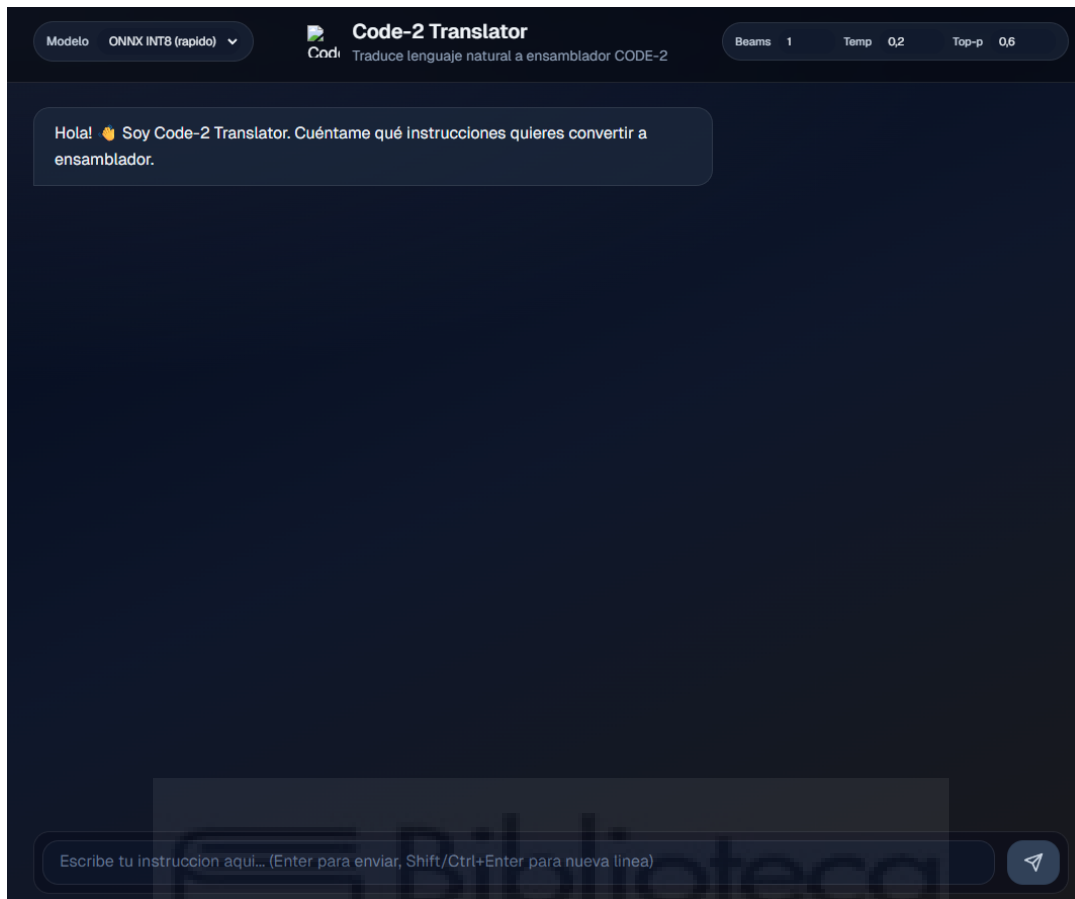 Modelo ONNX INT8 (rapido)
Code-2 Translator
Traduce lenguaje natural a ensamblador CODE-2
Beams 1 Temp 0,2 Top-p 0,6
Hola! 👋 Soy Code-2 Translator. Cuéntame qué instrucciones quieres convertir a
ensamblador.
Escribe tu instruccion aqui... (Enter para enviar, Shift/Ctrl+Enter para nueva linea)
Biblioteca